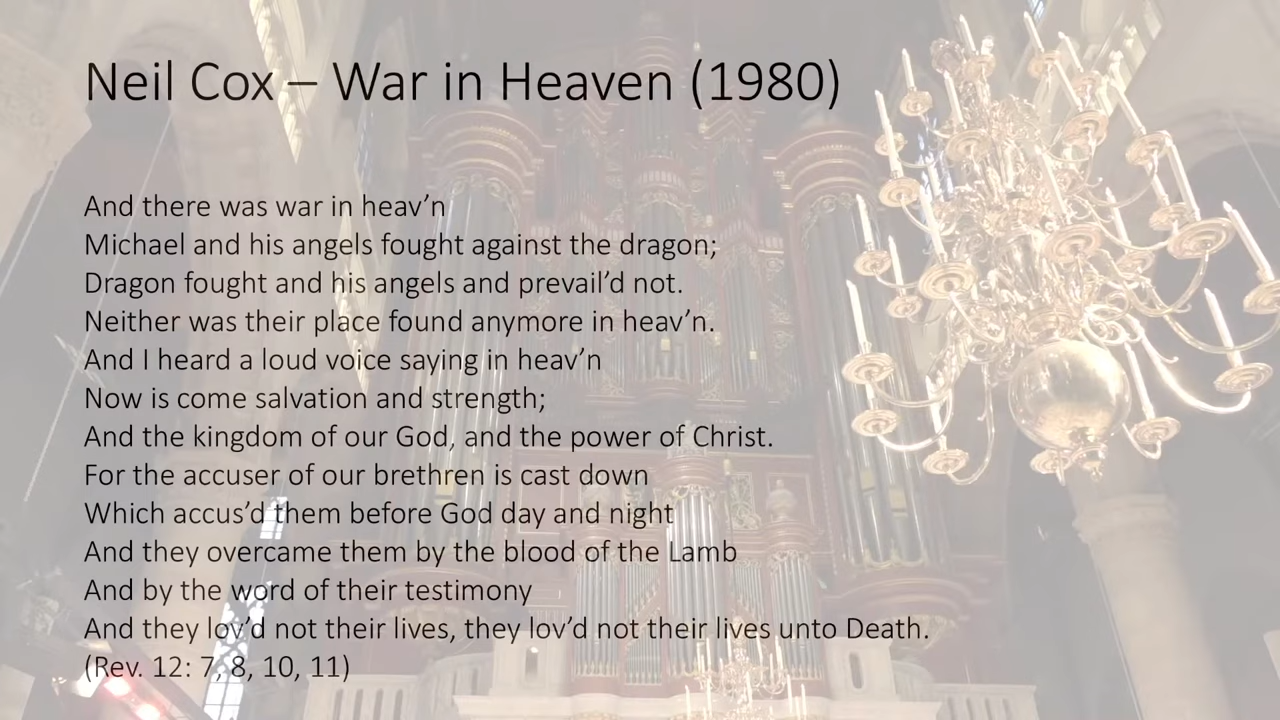 Neil Cox – War in Heaven (1980)
And there was war in heav’n
Michael and his angels fought against the dragon;
Dragon fought and his angels and prevail’d not.
Neither was their place found anymore in heav’n.
And I heard a loud voice saying in heav’n
Now is come salvation and strength;
And the kingdom of our God, and the power of Christ.
For the accuser of our brethren is cast down
Which accus’d them before God day and night
And they overcame them by the blood of the Lamb
And by the word of their testimony
And they lov’d not their lives, they lov’d not their lives unto Death.
(Rev. 12: 7, 8, 10, 11)